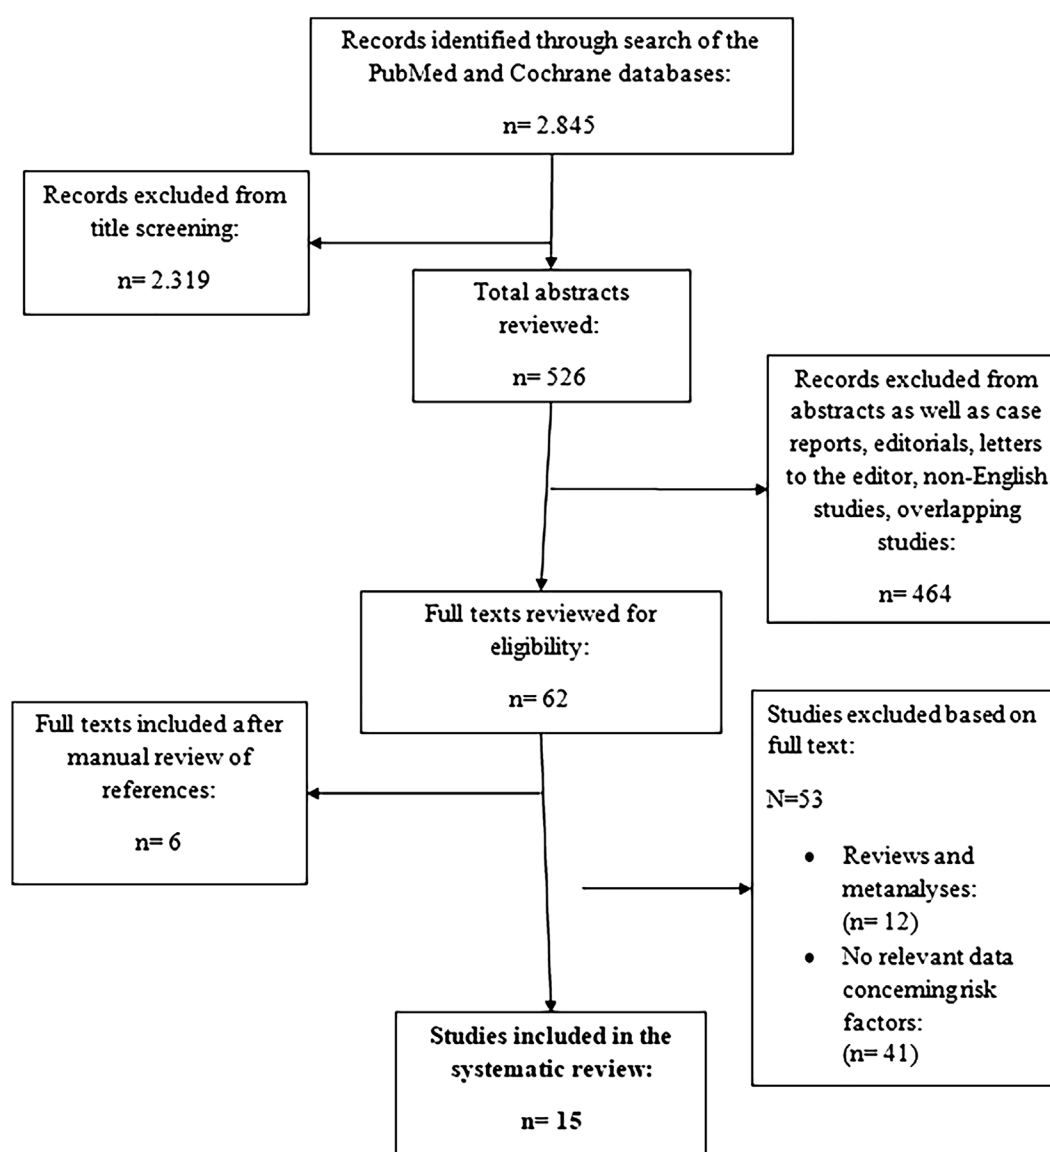 Records identified through search of the
PubMed and Cochrane databases:
n= 2.845
Records excluded from
title screening:
n= 2.319
Total abstracts
reviewed:
n= 526
Records excluded from
abstracts as well as case
reports, editorials, letters
to the editor, non-English
studies, overlapping
studies:
n= 464
Full texts reviewed for
eligibility:
n= 62
Full texts included after
manual review of
references:
n= 6
Studies excluded based on
full text:
N=53
• Reviews and
metanalyses:
(n= 12)
• No relevant data
concerning risk
factors:
(n= 41)
Studies included in the
systematic review:
n= 15